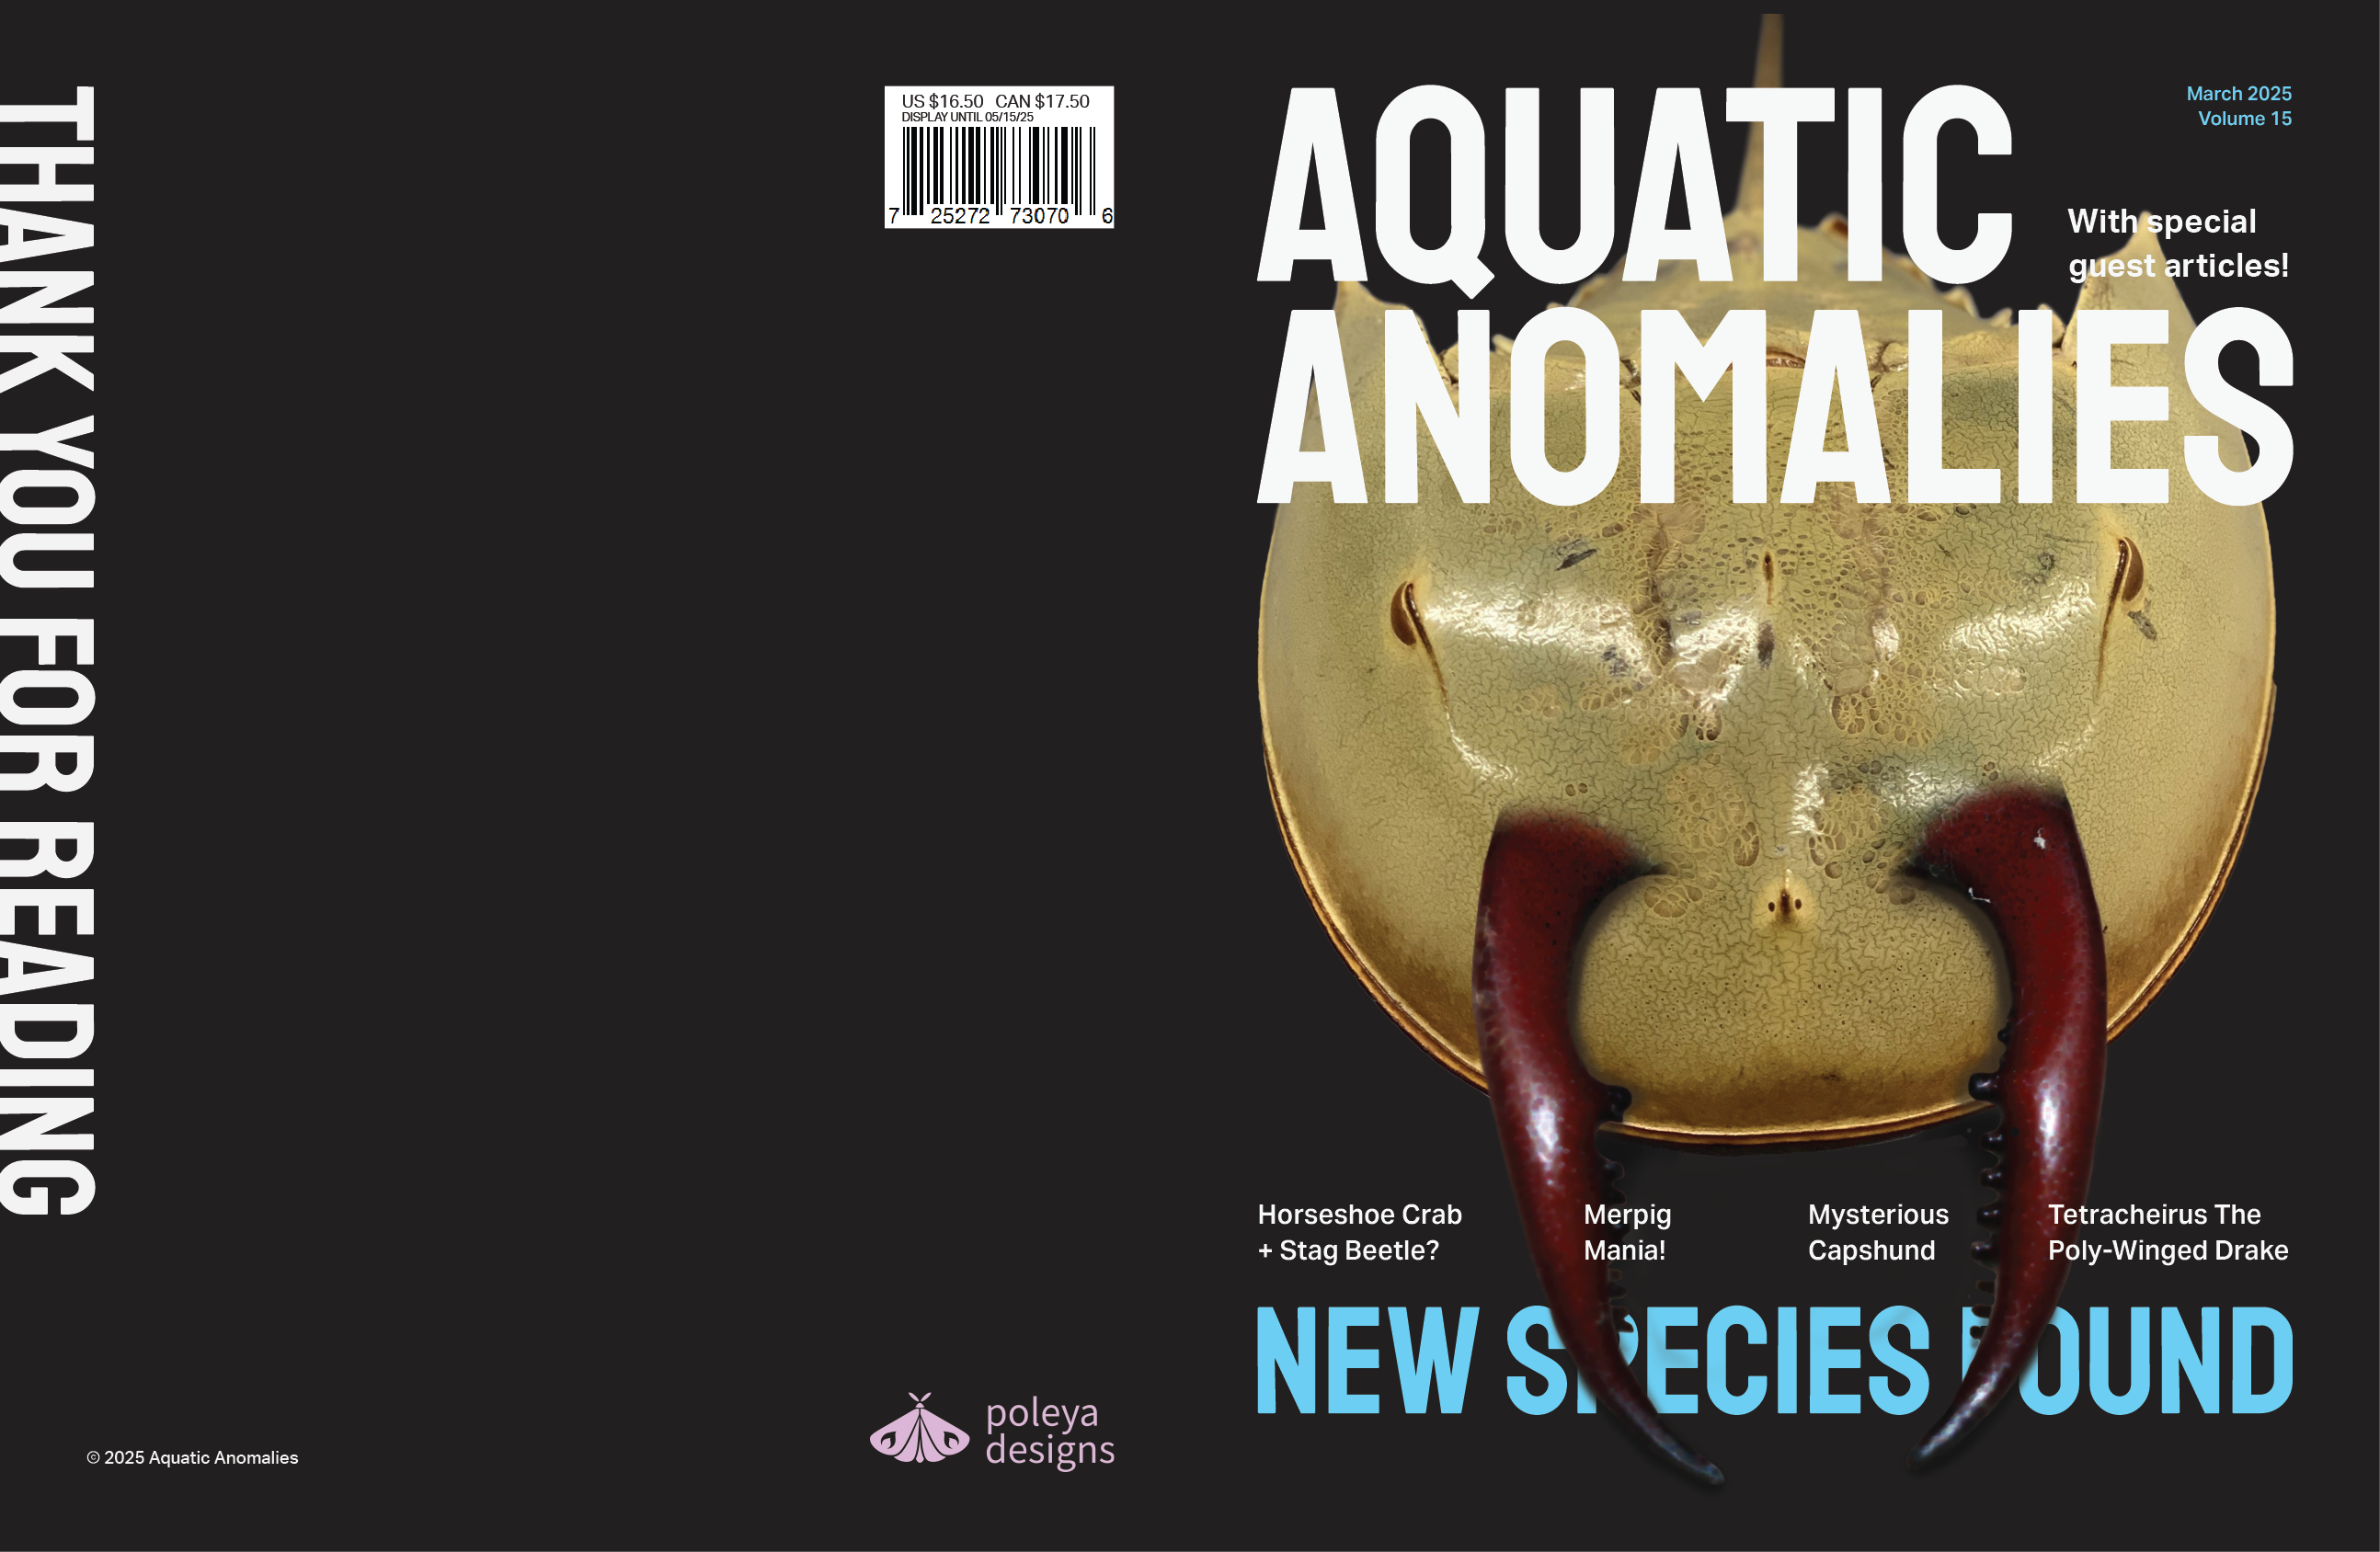 THANK YOU FOR READING
US $16.50 CAN $17.50
DISPLAY UNTIL 05/15/25
7 25272 73070 6
© 2025 Aquatic Anomalies
poleya
designs
AQUATIC
ANOMALIES
March 2025
Volume 15
With special
guest articles!
Horseshoe Crab
+ Stag Beetle?
Merpig
Mania!
Mysterious
Capshund
Tetracheirus The
Poly-Winged Drake
NEW SPECIES FOUND